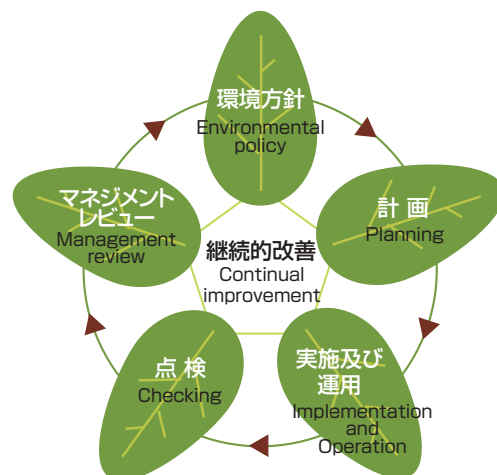 環境方針
Environmental
policy
計 画
Planning
実施及び
運用
Implementation
and
Operation
点 検
Checking
マネジメント
レビュー
Management
review
継続的改善
Continual
improvement